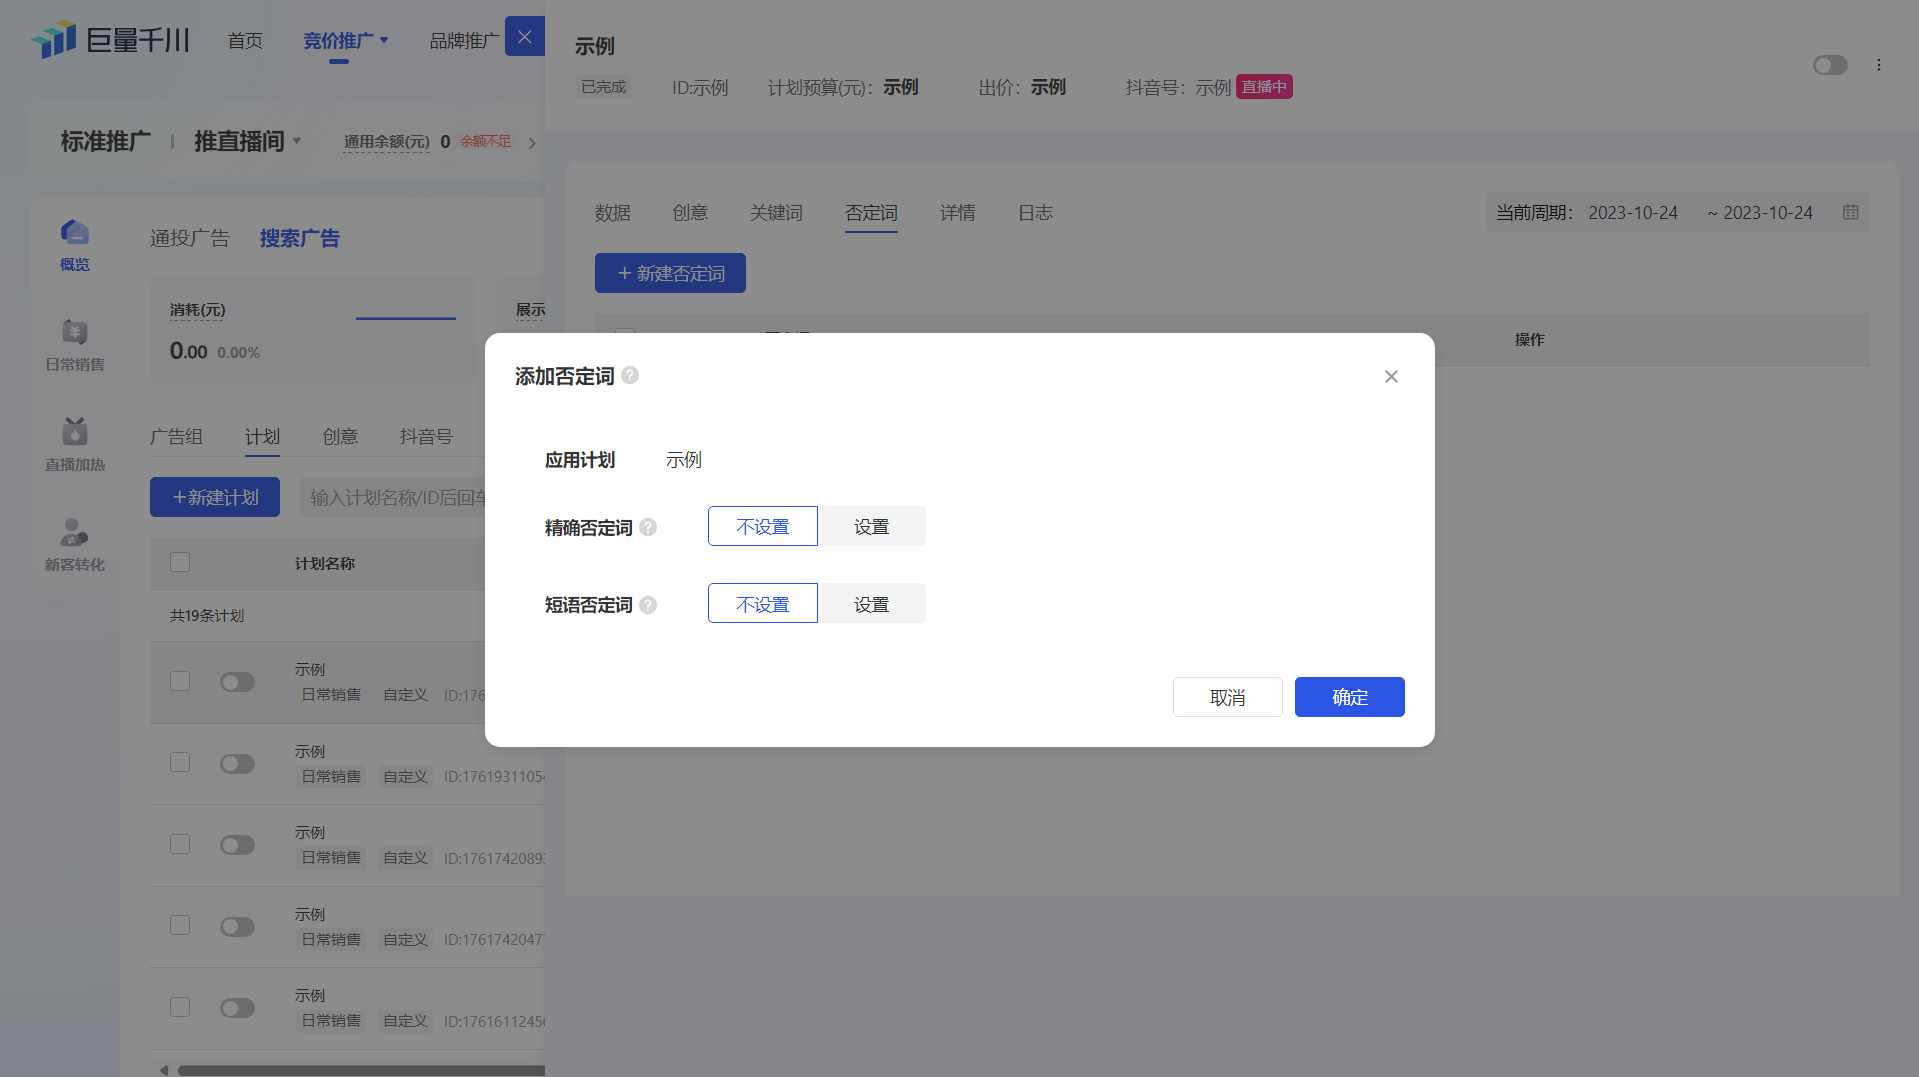 巨量千川
首页
竞价推广
品牌推广
标准推广
推直播间
通用余额(元) 0 余额不足
概览
日常销售
直播加热
新客转化
通投广告
搜索广告
消耗(元)
0.00 0.00%
展示
广告组
计划
创意
抖音号
+新建计划
输入计划名称/ID后回车
计划名称
共19条计划
示例
日常销售 自定义 ID:176
示例
日常销售 自定义 ID:17619311054
示例
日常销售 自定义 ID:17617420893
示例
日常销售 自定义 ID:17617420477
示例
日常销售 自定义 ID:17616112456
示例
已完成 ID:示例 计划预算(元)：示例 出价：示例 抖音号：示例 直播中
数据
创意
关键词
否定词
详情
日志
当前周期： 2023-10-24 ~ 2023-10-24
+ 新建否定词
操作
添加否定词 ?
应用计划 示例
精确否定词 ? 不设置 设置
短语否定词 ? 不设置 设置
取消
确定